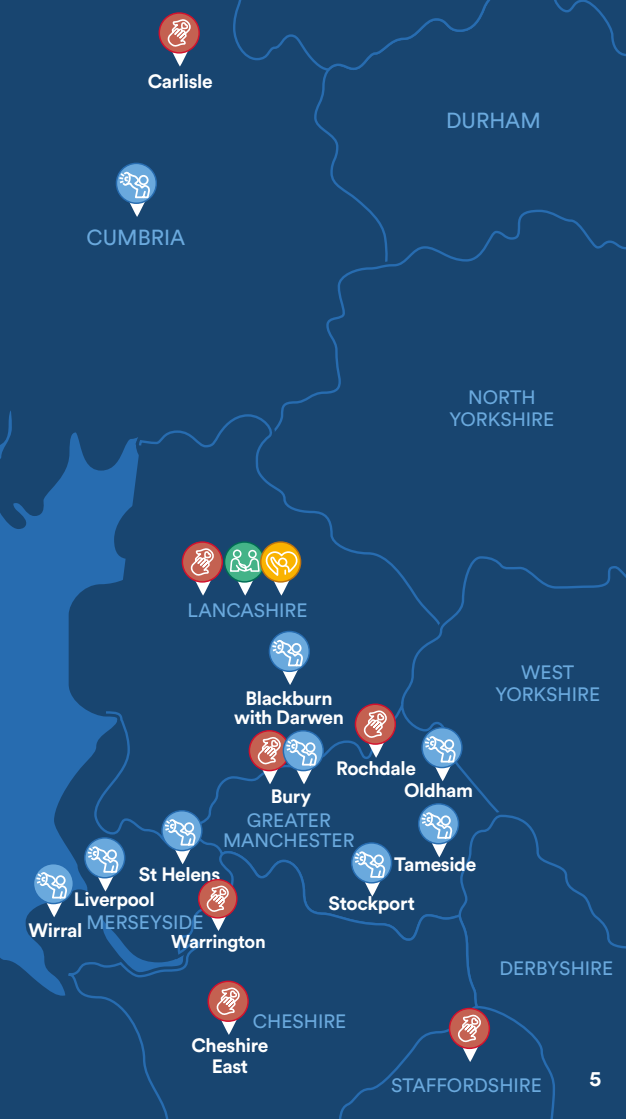 Carlisle
DURHAM
CUMBRIA
NORTH
YORKSHIRE
LANCASHIRE
WEST
YORKSHIRE
Blackburn
with Darwen
Rochdale
Oldham
Bury
GREATER
MANCHESTER
Tameside
St Helens
Stockport
Liverpool
MERSEYSIDE
Wirral
Warrington
DERBYSHIRE
CHESHIRE
Cheshire
East
STAFFORDSHIRE
5